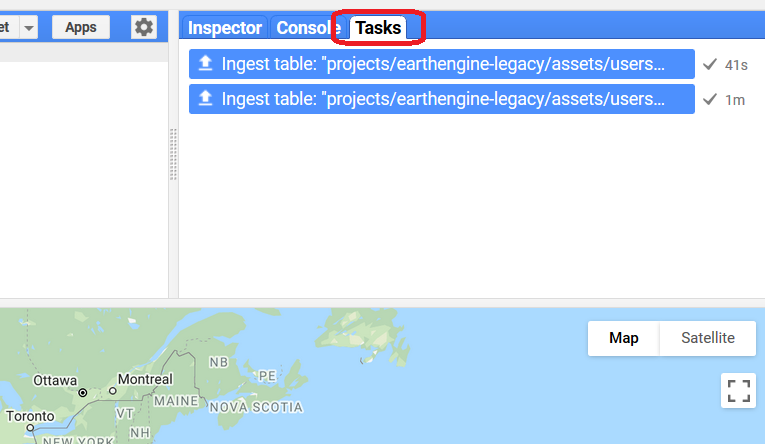 et Apps
Inspector Console Tasks
Ingest table: "projects/earthengine-legacy/assets/users... 41s
Ingest table: "projects/earthengine-legacy/assets/users... 1m
Map Satellite
NB
PE
Ottawa Montreal
MAINE
NOVA SCOTIA
VT
Toronto
NH
NEW YORK